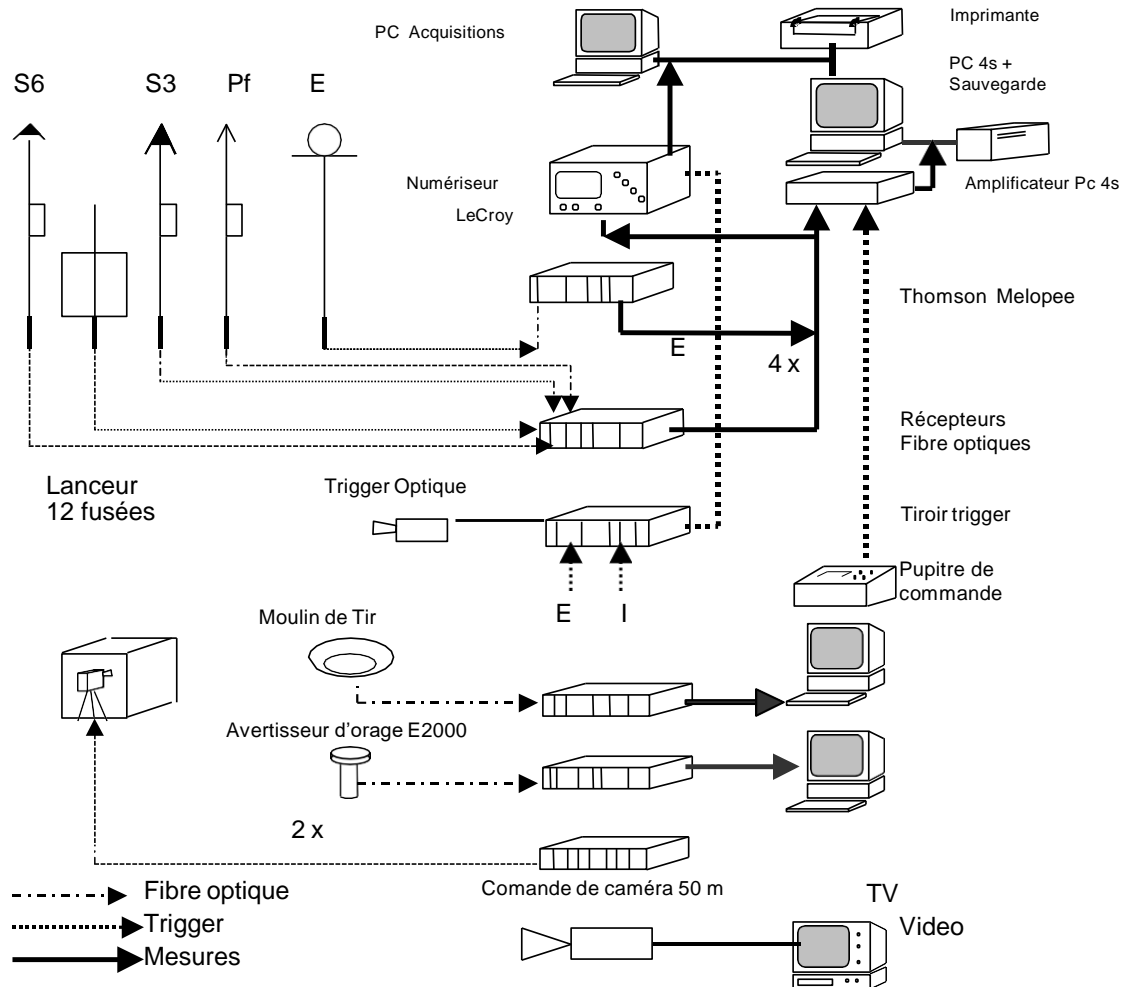 PC Acquisitions
Imprimante
PC 4s +
Sauvegarde
S6
S3
Pf
E
Numériseur
LeCroy
Amplificateur Pc 4s
Thomson Melopee
E
4 x
Récepteurs
Fibre optiques
Lanceur
12 fusées
Trigger Optique
Tiroir trigger
Pupitre de
commande
E
I
Moulin de Tir
Avertisseur d'orage E2000
2 x
Fibre optique
Trigger
Mesures
Comande de caméra 50 m
TV
Video